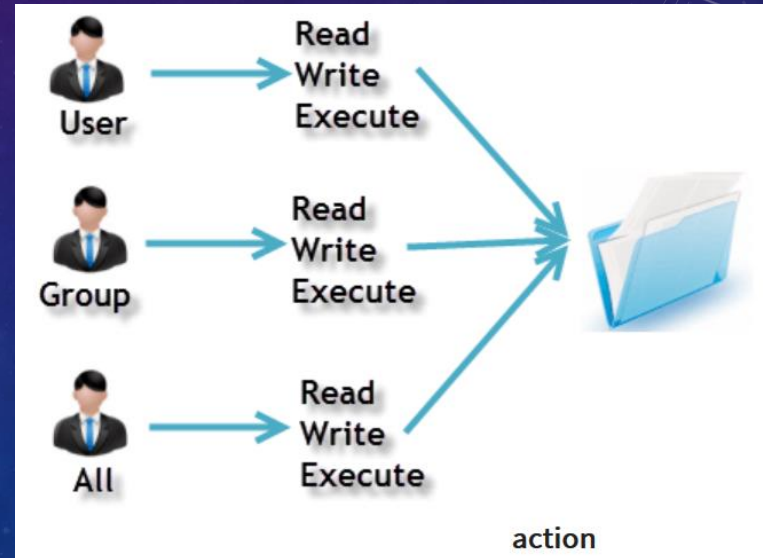 User
Read
Write
Execute
Group
Read
Write
Execute
All
Read
Write
Execute
action